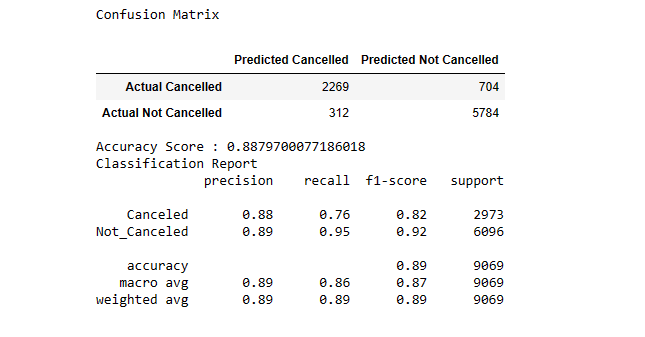 Confusion Matrix
Predicted Cancelled Predicted Not Cancelled
Actual Cancelled 2269 704
Actual Not Cancelled 312 5784
Accuracy Score : 0.8879700077186018
Classification Report
precision recall f1-score support
Canceled 0.88 0.76 0.82 2973
Not_Canceled 0.89 0.95 0.92 6096
accuracy 0.89 9069
macro avg 0.89 0.86 0.87 9069
weighted avg 0.89 0.89 0.89 9069